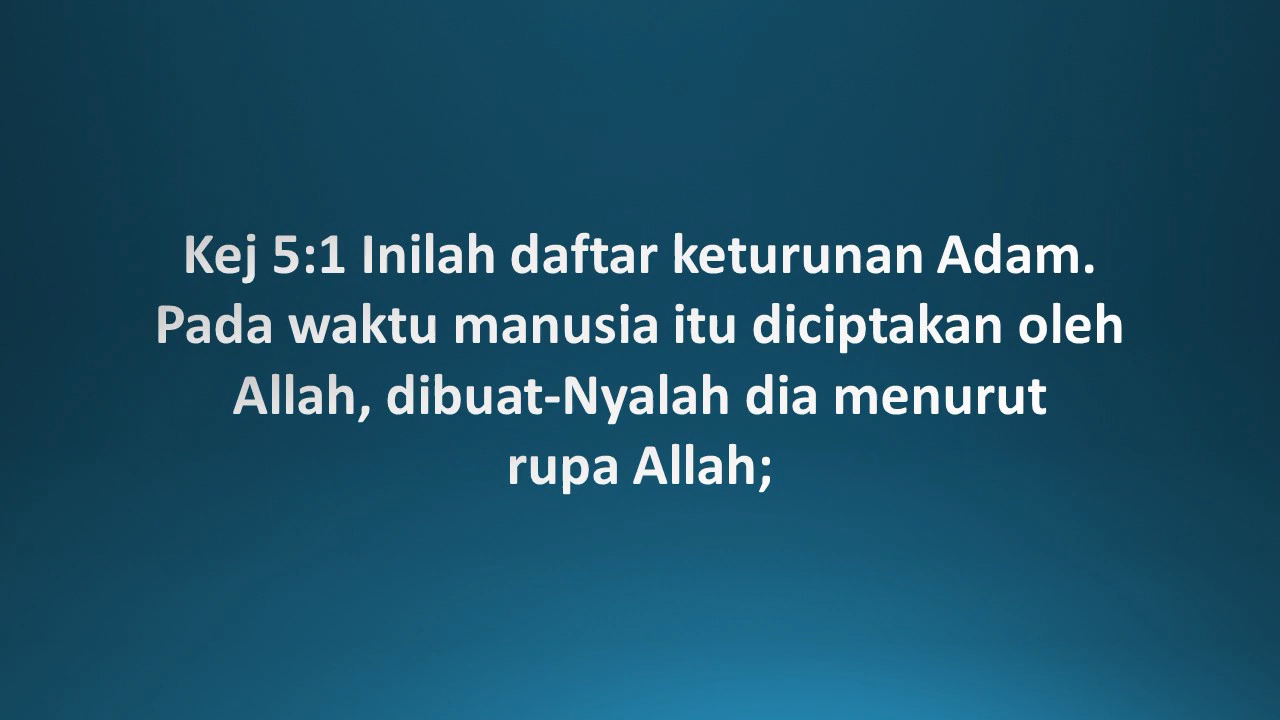 Kej 5:1 Inilah daftar keturunan Adam.
Pada waktu manusia itu diciptakan oleh
Allah, dibuat-Nyalah dia menurut
rupa Allah;